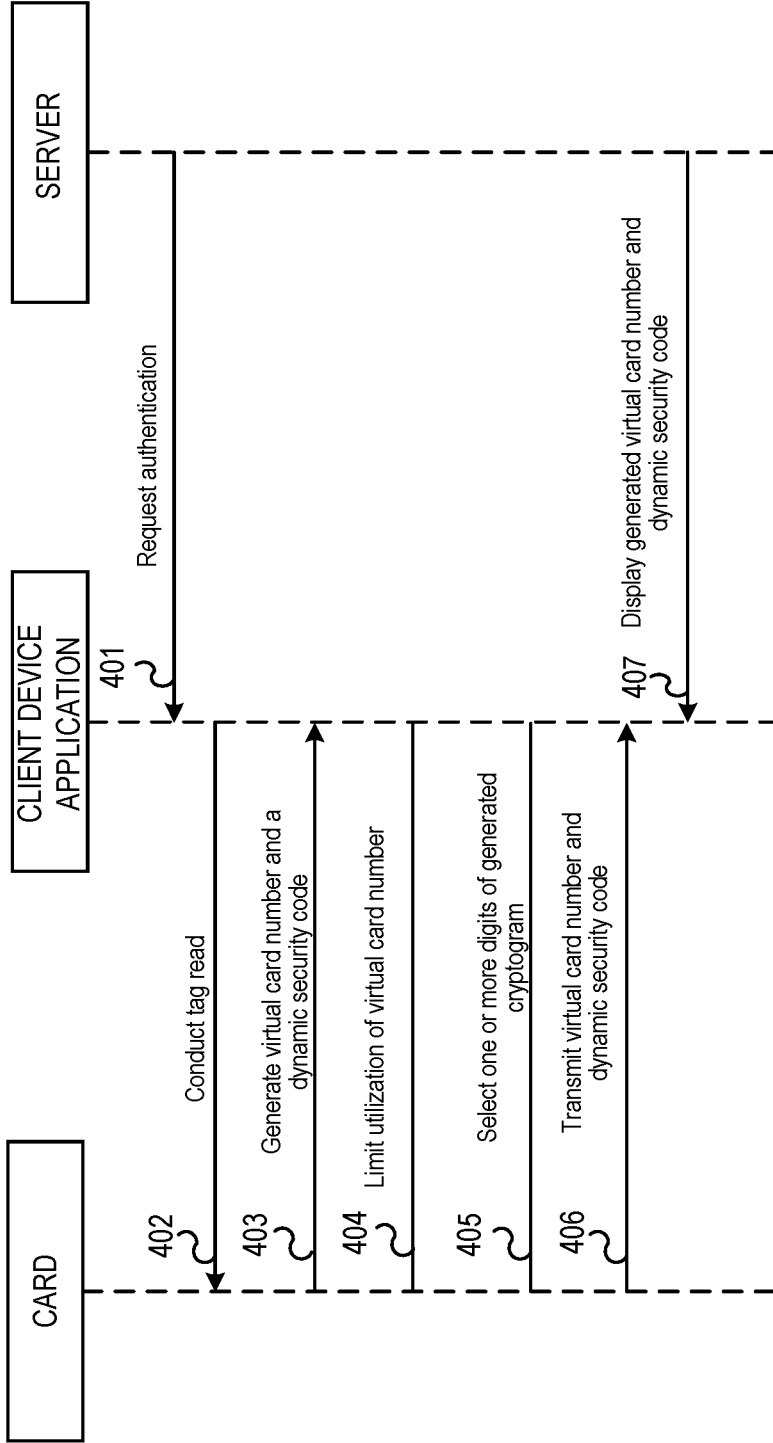 CARD
CLIENT DEVICE
APPLICATION
SERVER
Request authentication
401
Conduct tag read
402
Generate virtual card number and a
dynamic security code
403
Limit utilization of virtual card number
404
Select one or more digits of generated
cryptogram
405
Transmit virtual card number and
dynamic security code
406
Display generated virtual card number and
dynamic security code
407